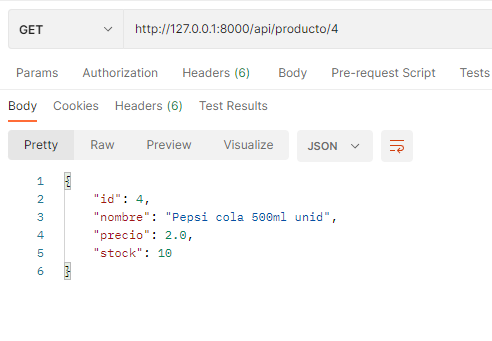 GET http://127.0.0.1:8000/api/producto/4
Params Authorization Headers (6) Body Pre-request Script Tests
Body Cookies Headers (6) Test Results
Pretty Raw Preview Visualize JSON
1 {
2 "id": 4,
3 "nombre": "Pepsi cola 500ml unid",
4 "precio": 2.0,
5 "stock": 10
6 }